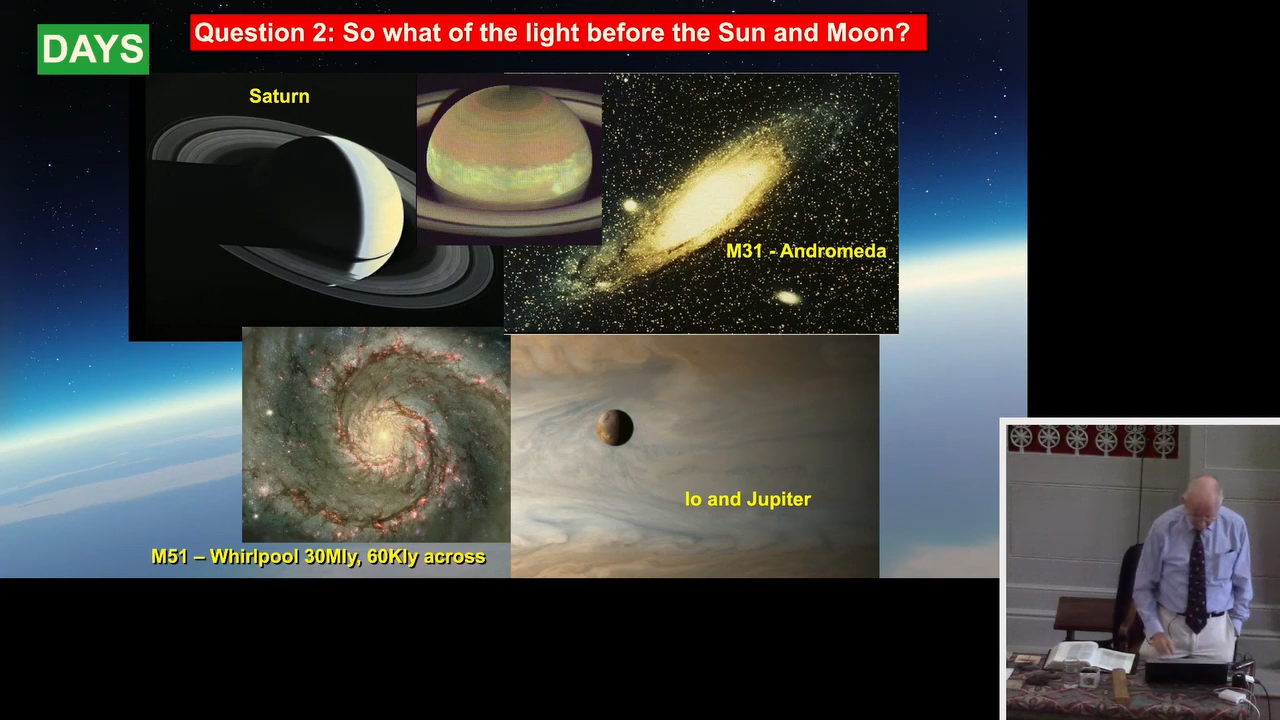 DAYS
Question 2: So what of the light before the Sun and Moon?
Saturn
M31 - Andromeda
Io and Jupiter
M51 – Whirlpool 30Mly, 60Kly across